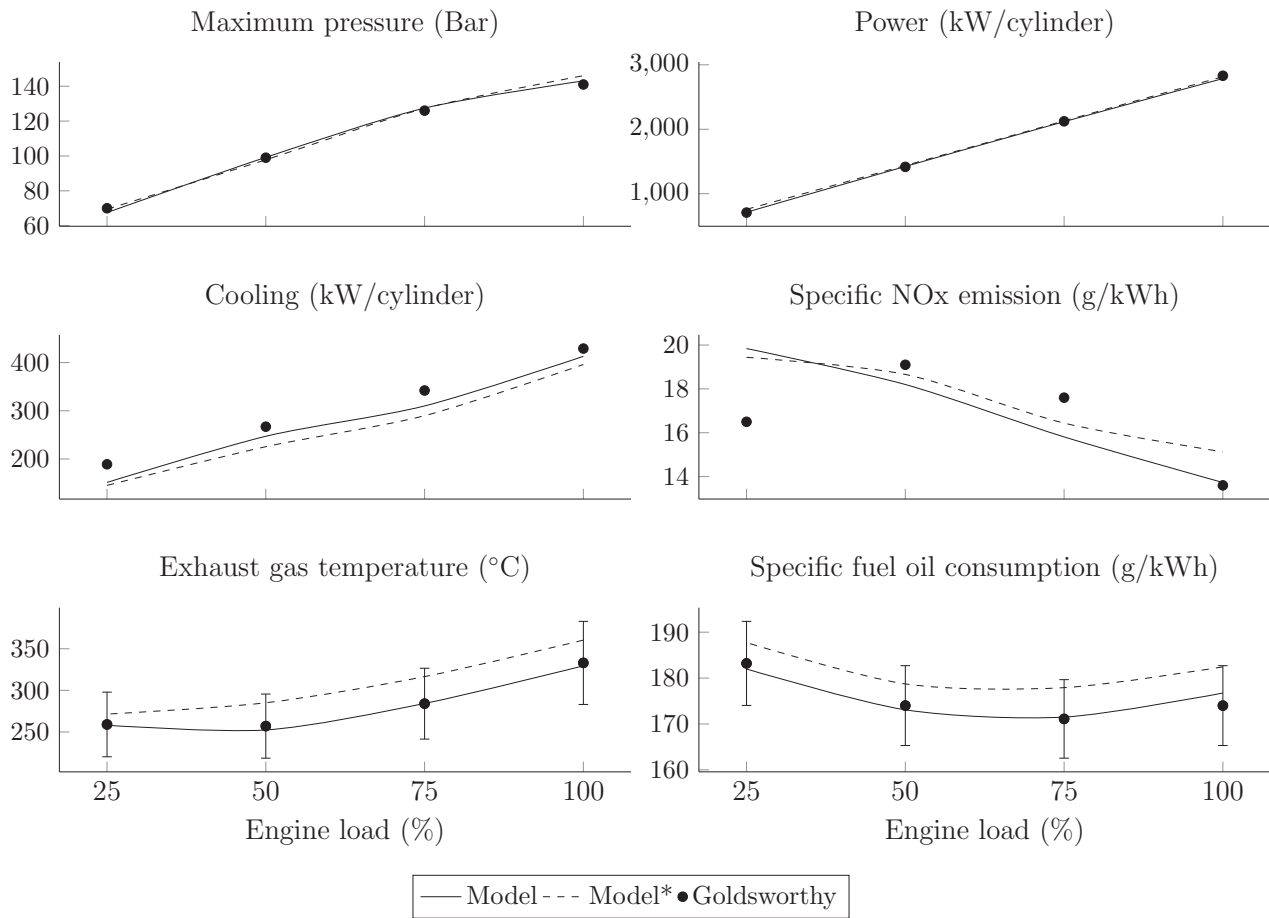 Maximum pressure (Bar)
140
120
100
80
60
Power (kW/cylinder)
3,000
2,000
1,000
Cooling (kW/cylinder)
400
300
200
Specific NOx emission (g/kWh)
20
18
16
14
Exhaust gas temperature (°C)
350
300
250
25 50 75 100
Engine load (%)
Specific fuel oil consumption (g/kWh)
190
180
170
160
25 50 75 100
Engine load (%)
Model Model* Goldsworthy